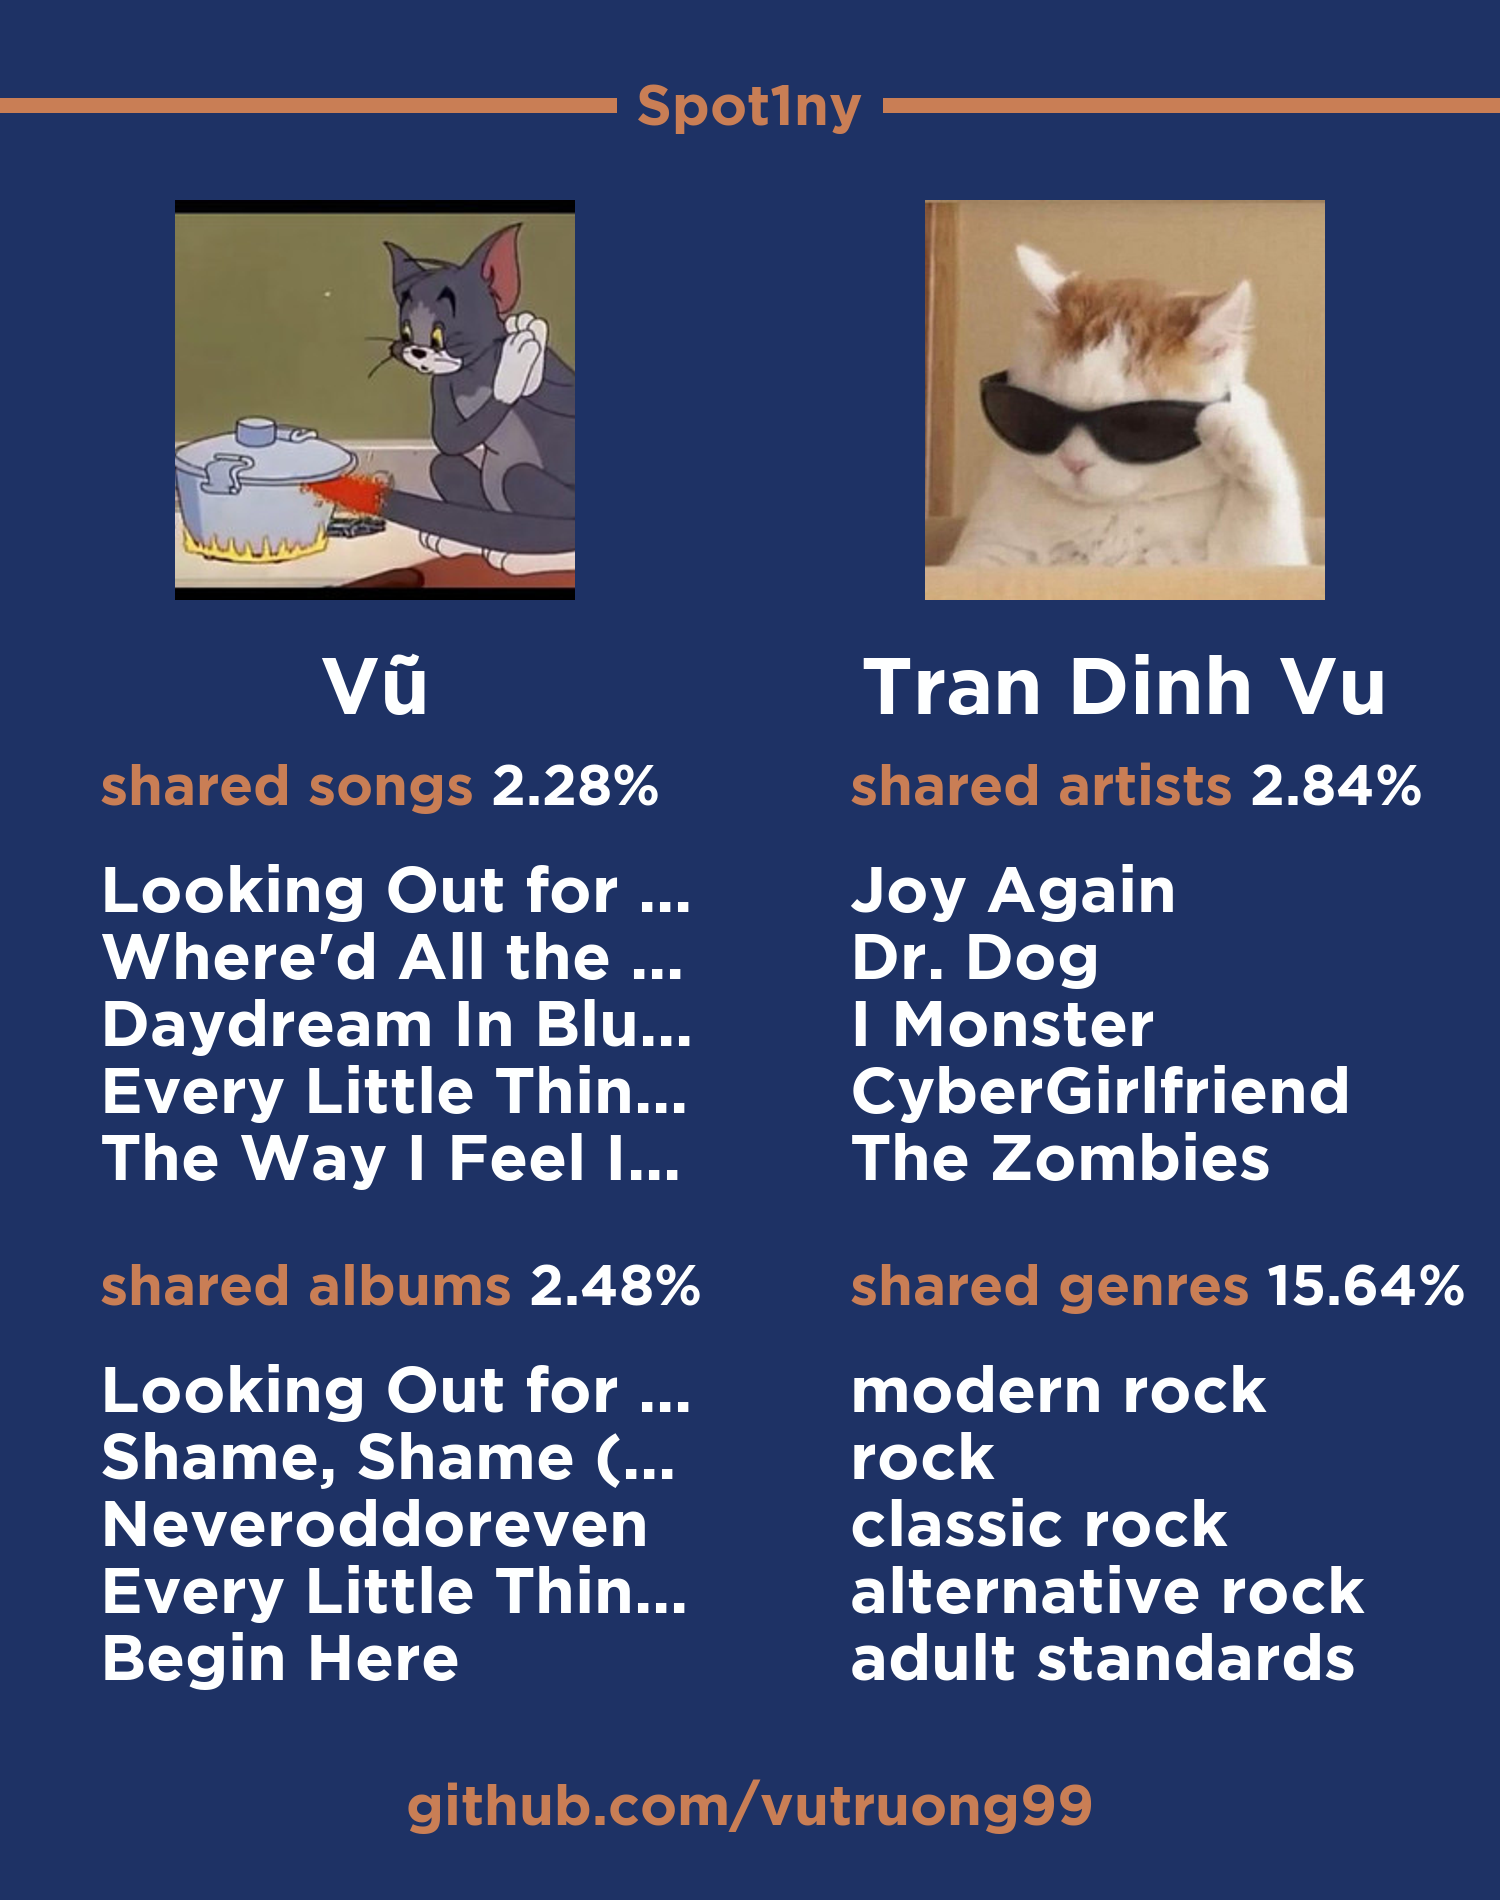 Spot1ny
Vũ
Tran Dinh Vu
shared songs 2.28%
Looking Out for ...
Where'd All the ...
Daydream In Blu...
Every Little Thin...
The Way I Feel I...
shared artists 2.84%
Joy Again
Dr. Dog
I Monster
CyberGirlfriend
The Zombies
shared albums 2.48%
Looking Out for ...
Shame, Shame (...
Neveroddoreven
Every Little Thin...
Begin Here
shared genres 15.64%
modern rock
rock
classic rock
alternative rock
adult standards
github.com/vutruong99